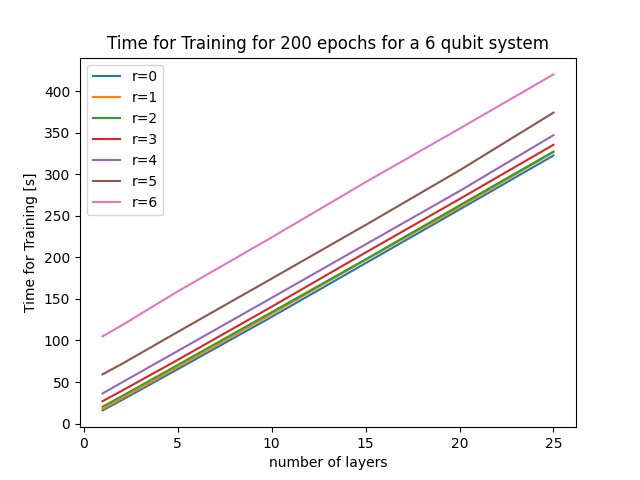 Time for Training for 200 epochs for a 6 qubit system
r=0
r=1
r=2
r=3
r=4
r=5
r=6
Time for Training [s]
400
350
300
250
200
150
100
50
0
0 5 10 15 20 25
number of layers